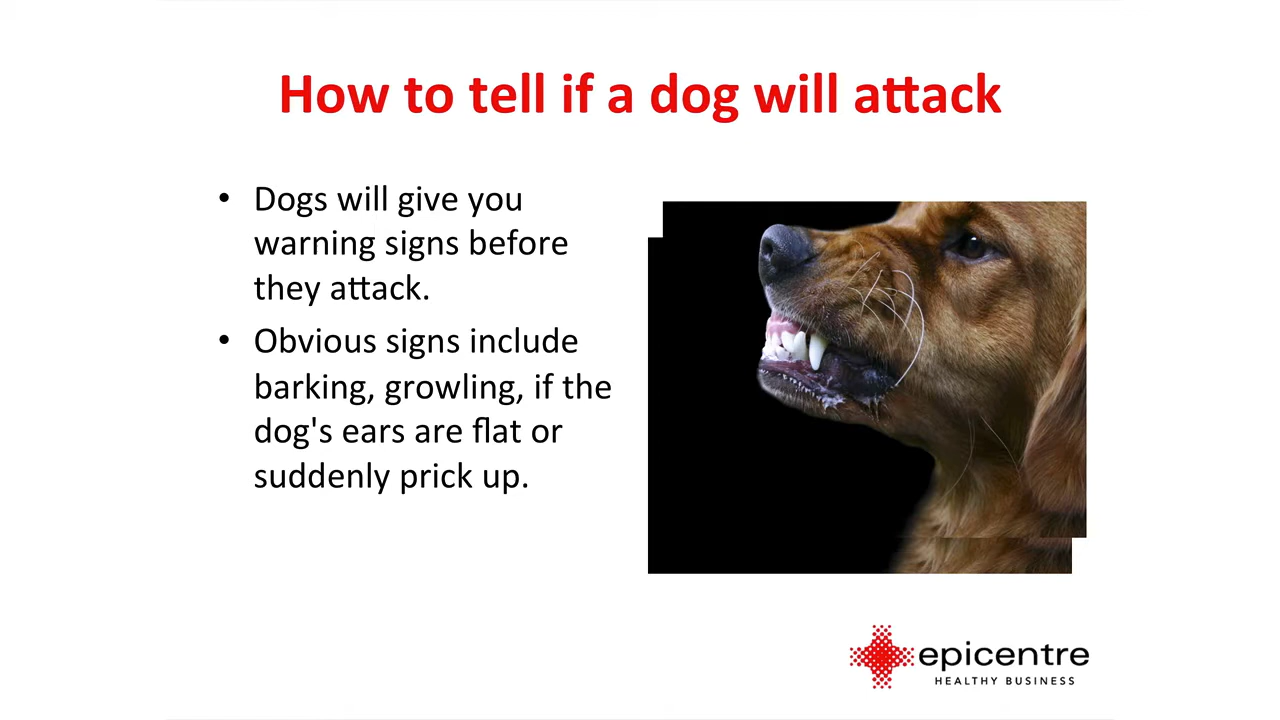 How to tell if a dog will attack
• Dogs will give you
warning signs before
they attack.
• Obvious signs include
barking, growling, if the
dog's ears are flat or
suddenly prick up.
epicentre
HEALTHY BUSINESS